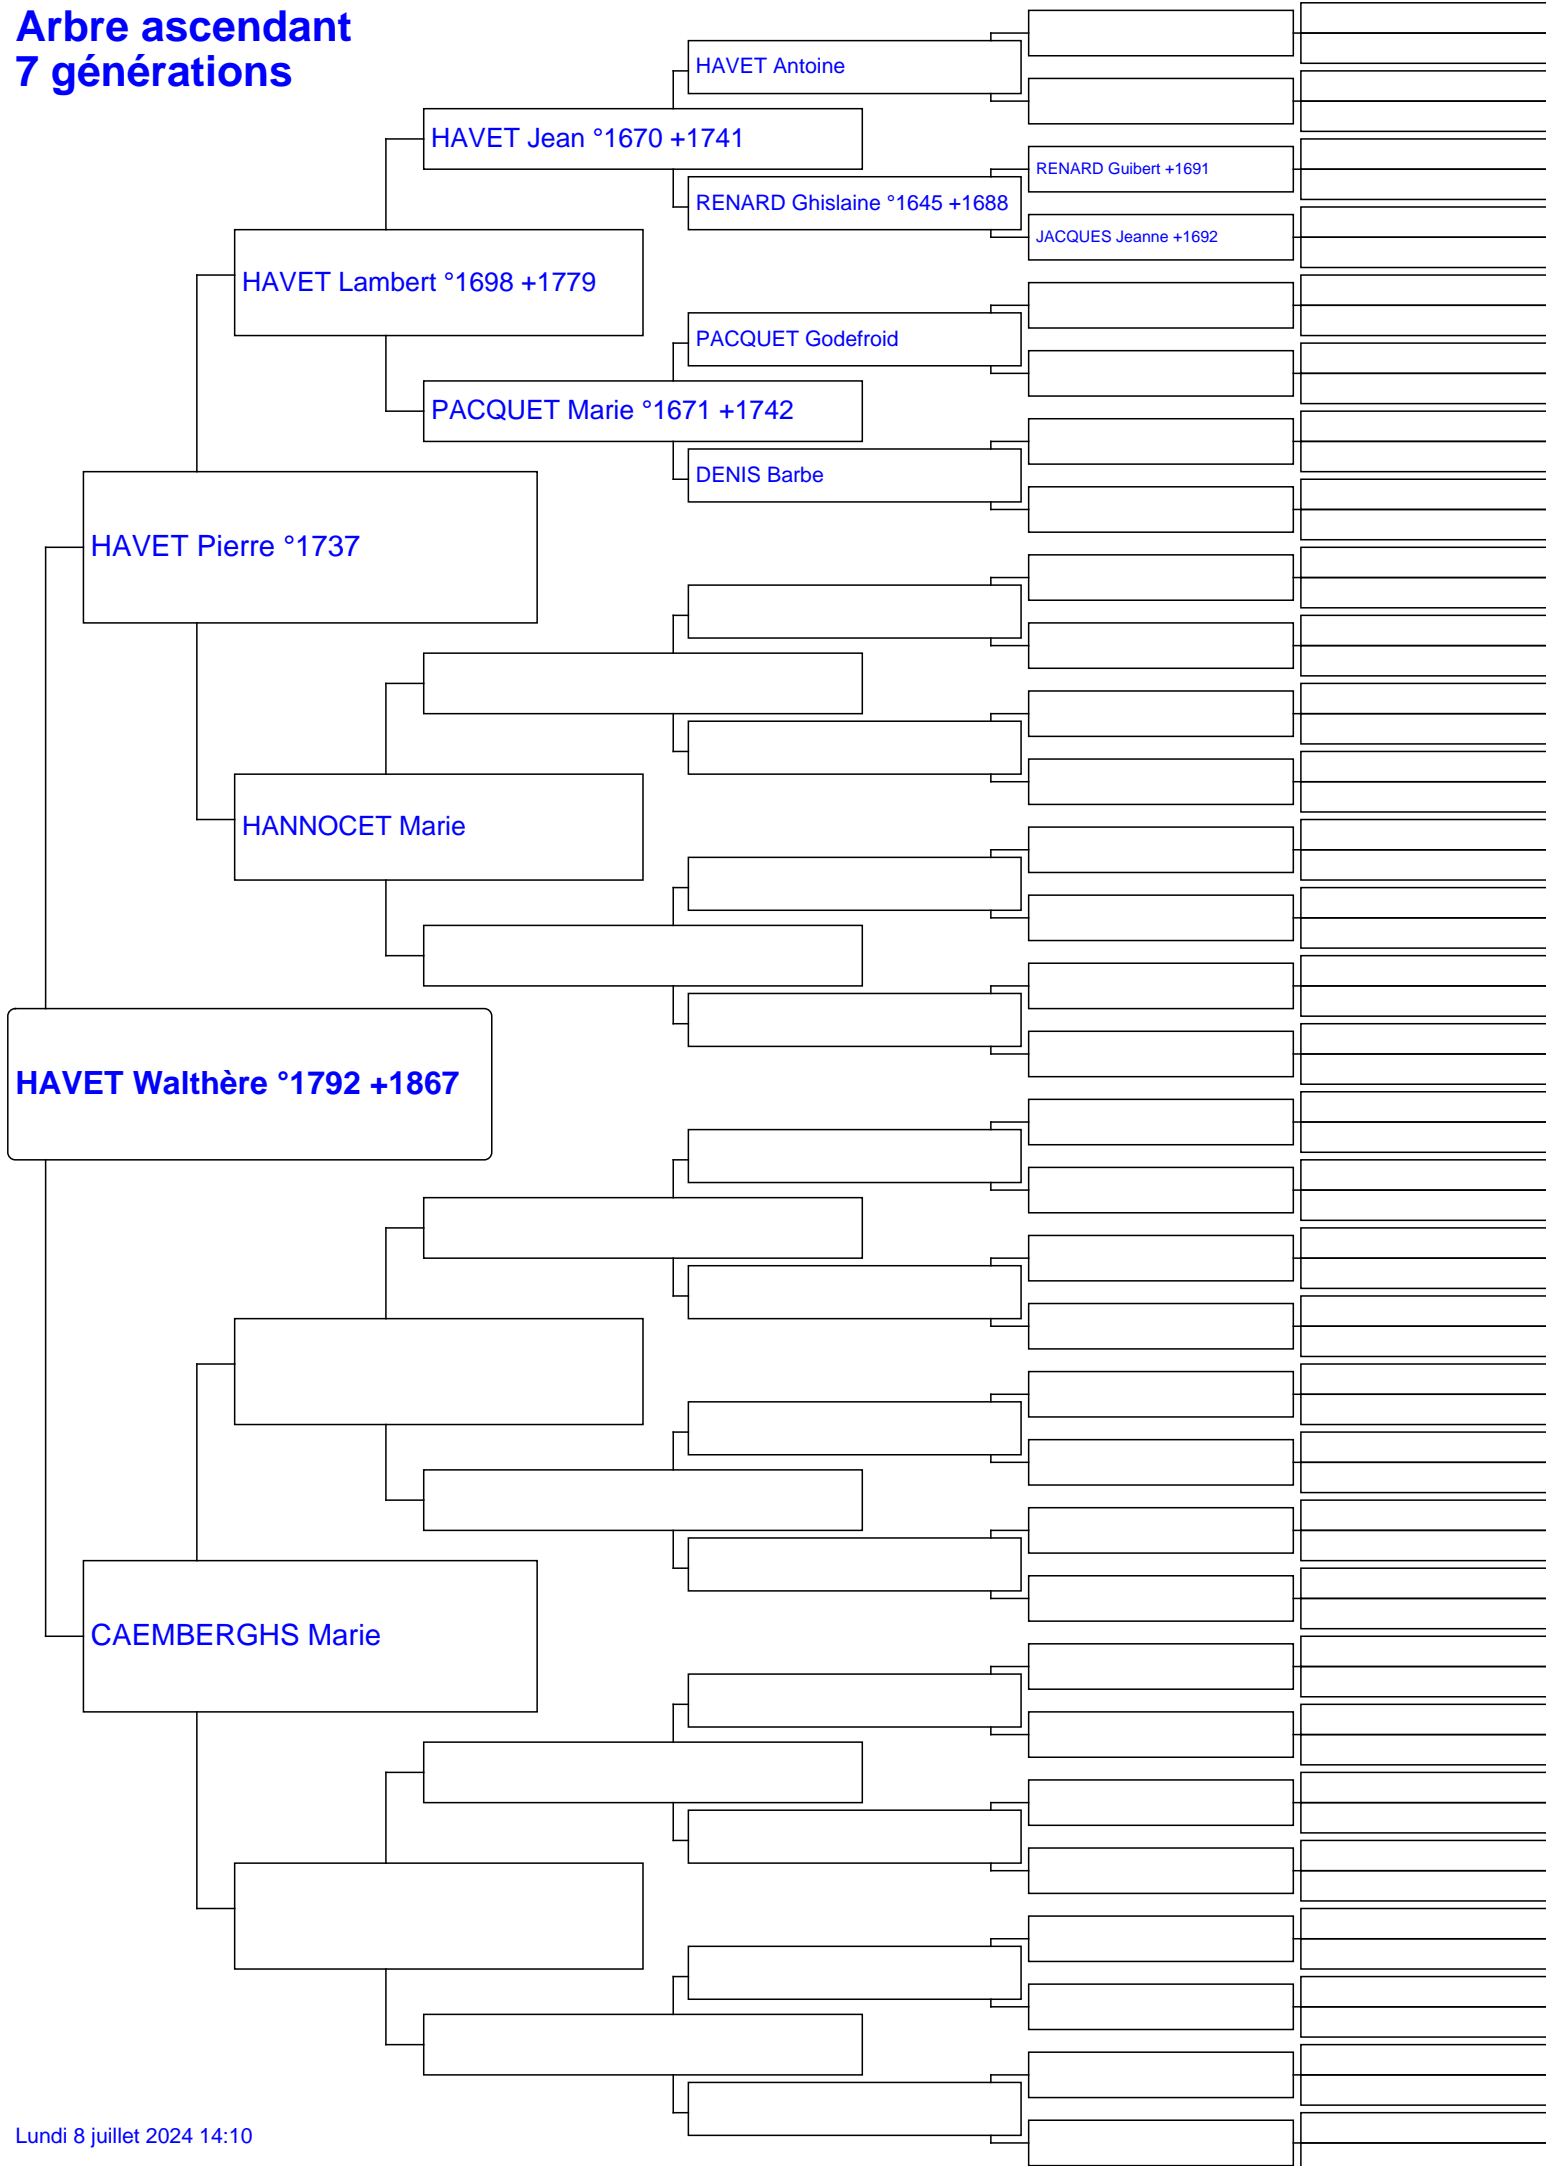 Arbre ascendant
7 générations
HAVET Antoine
HAVET Jean °1670 +1741
RENARD Guibert +1691
RENARD Ghislaine °1645 +1688
JACQUES Jeanne +1692
HAVET Lambert °1698 +1779
PACQUET Godefroid
PACQUET Marie °1671 +1742
DENIS Barbe
HAVET Pierre °1737
HANNOCET Marie
HAVET Walthère °1792 +1867
CAEMBERGHS Marie
Lundi 8 juillet 2024 14:10